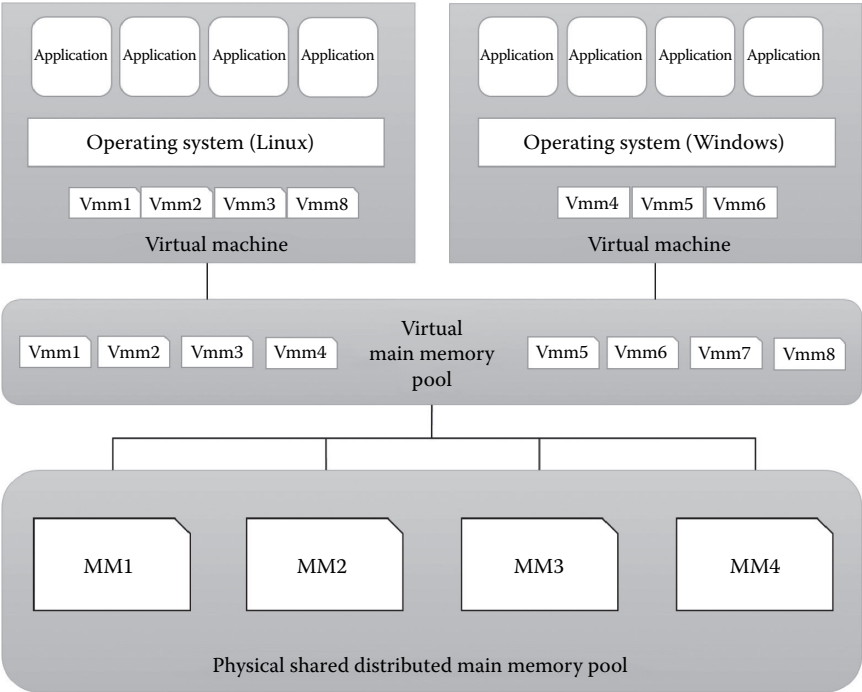 Application Application Application Application
Application Application Application Application
Operating system (Linux)
Operating system (Windows)
Vmm1 Vmm2 Vmm3 Vmm8
Vmm4 Vmm5 Vmm6
Virtual machine
Virtual machine
Vmm1 Vmm2 Vmm3 Vmm4
Virtual
main memory
pool
Vmm5 Vmm6 Vmm7 Vmm8
MM1
MM2
MM3
MM4
Physical shared distributed main memory pool